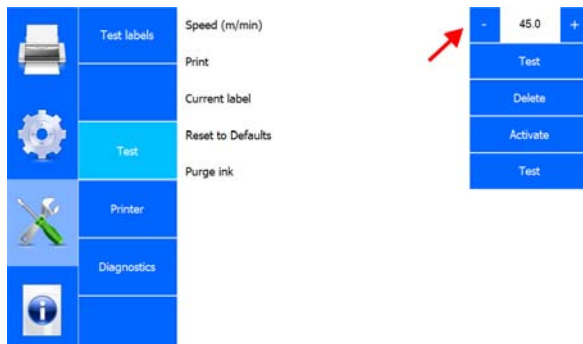 Test labels
Test
Printer
Diagnostics
Speed (m/min) - 45.0 +
Print Test
Current label Delete
Reset to Defaults Activate
Purge ink Test